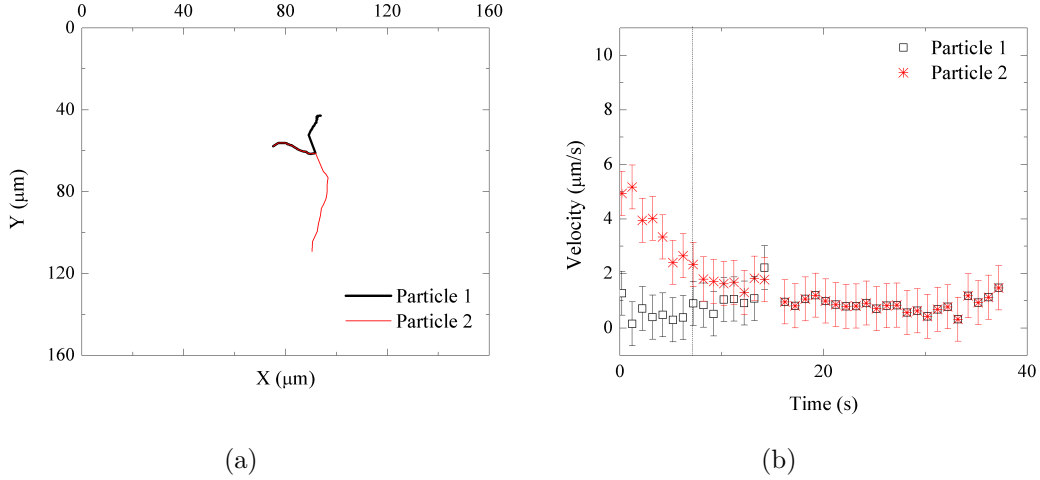 0 40 80 120 160
0
40
80
120
160
Y (μm)
X (μm)
Particle 1
Particle 2
(a)
10
8
6
4
2
0
Velocity (μm/s)
0 20 40
Time (s)
Particle 1
Particle 2
(b)